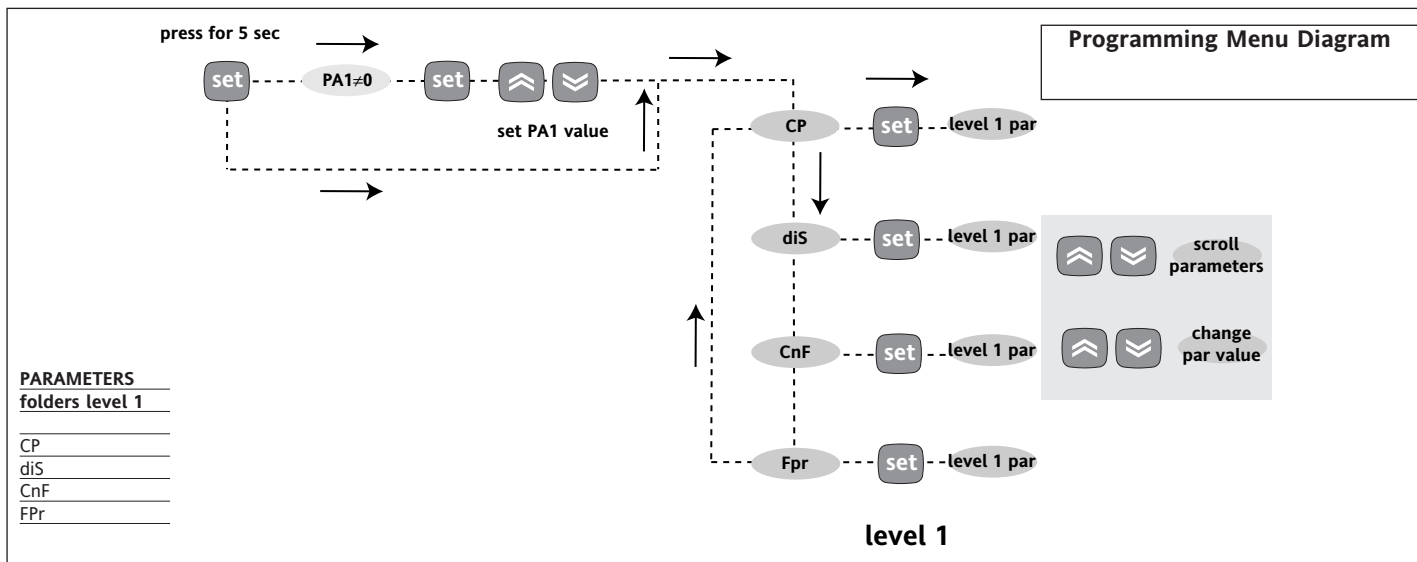 press for 5 sec
Programming Menu Diagram
set
PA1≠0
set
set PA1 value
CP
set
level 1 par
diS
set
level 1 par
scroll
parameters
CnF
set
level 1 par
change
par value
PARAMETERS
folders level 1
CP
diS
CnF
FPr
Fpr
set
level 1 par
level 1